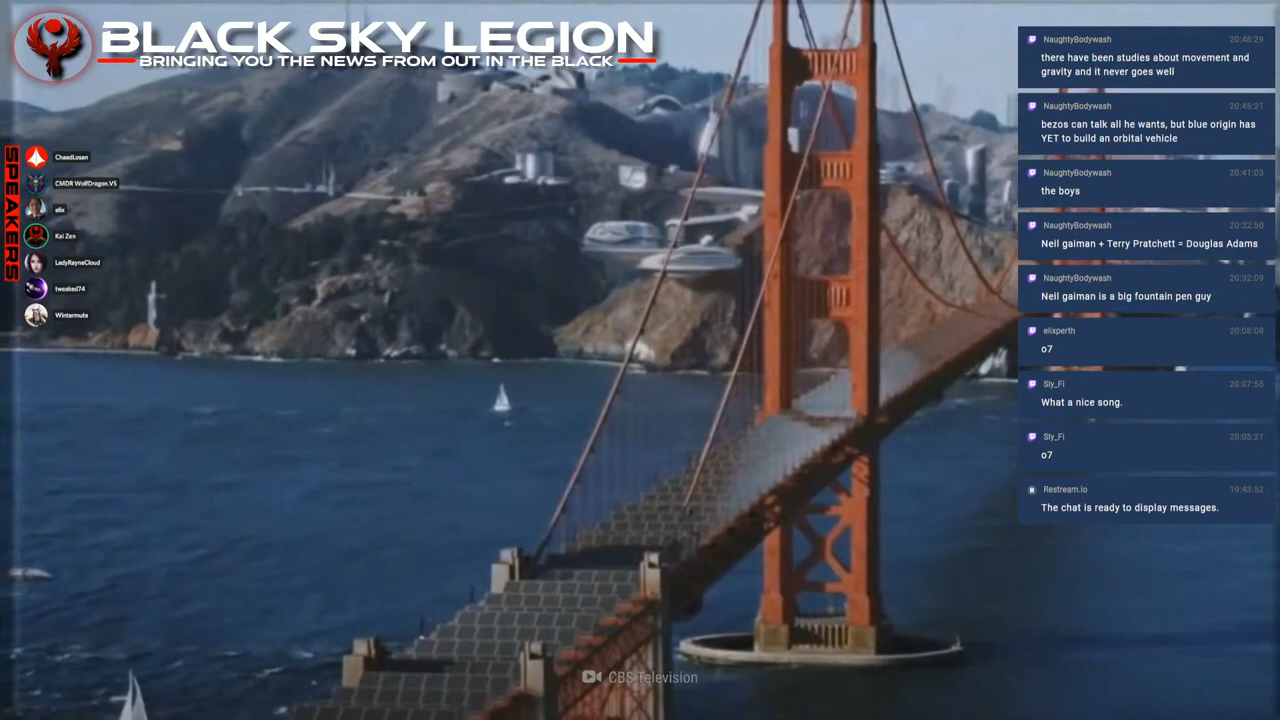 BLACK SKY LEGION
BRINGING YOU THE NEWS FROM OUT IN THE BLACK
SPEAKERS
ChaadLosan
CMDR WolfDragon.VS
elix
Kai Zen
LadyRayneCloud
tweaked74
Wintermute
NaughtyBodywash 20:48:29
there have been studies about movement and
gravity and it never goes well
NaughtyBodywash 20:45:21
bezos can talk all he wants, but blue origin has
YET to build an orbital vehicle
NaughtyBodywash 20:41:03
the boys
NaughtyBodywash 20:32:50
Neil gaiman + Terry Pratchett = Douglas Adams
NaughtyBodywash 20:32:09
Neil gaiman is a big fountain pen guy
elixperth 20:08:08
o7
Sly_Fi 20:07:55
What a nice song.
Sly_Fi 20:05:21
o7
Restream.io 19:43:52
The chat is ready to display messages.
CBS Television